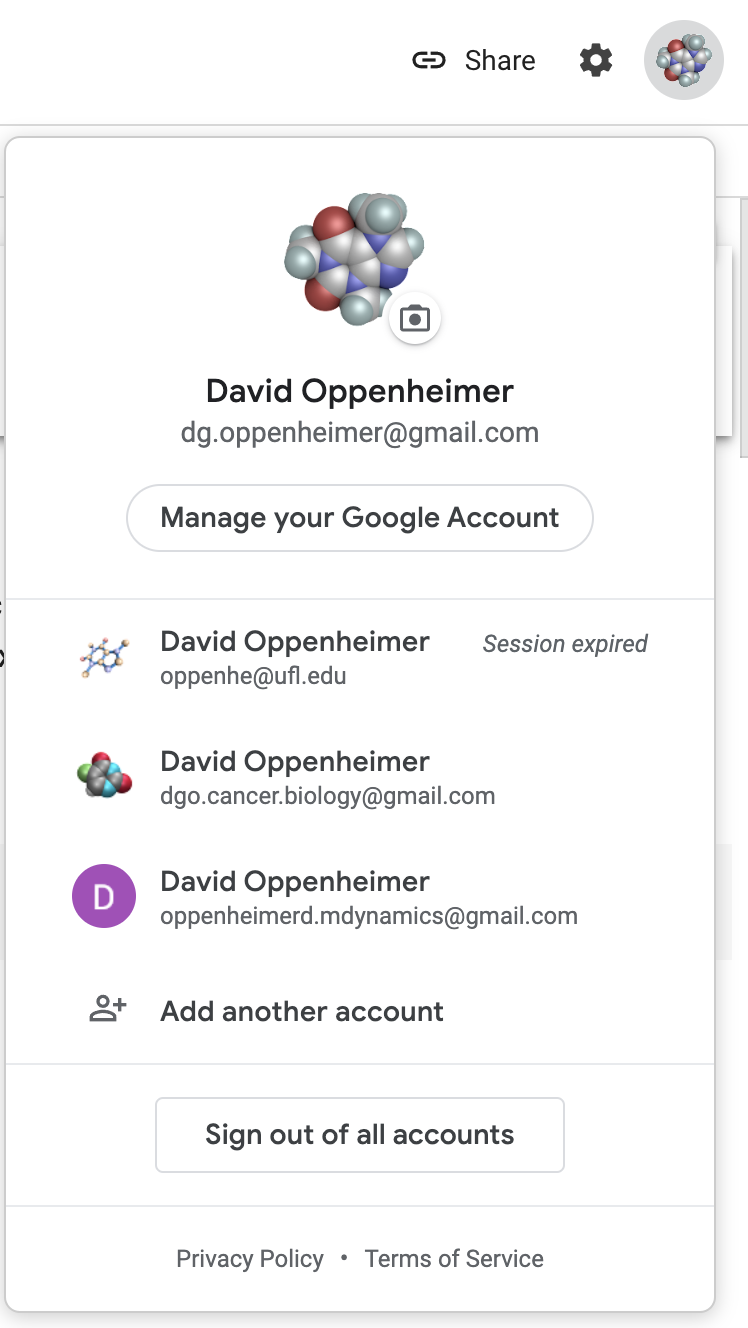 Share
David Oppenheimer
dg.oppenheimer@gmail.com
Manage your Google Account
David Oppenheimer
Session expired
oppenhe@ufl.edu
David Oppenheimer
dgo.cancer.biology@gmail.com
D
David Oppenheimer
oppenheimerd.mdynamics@gmail.com
Add another account
Sign out of all accounts
Privacy Policy • Terms of Service